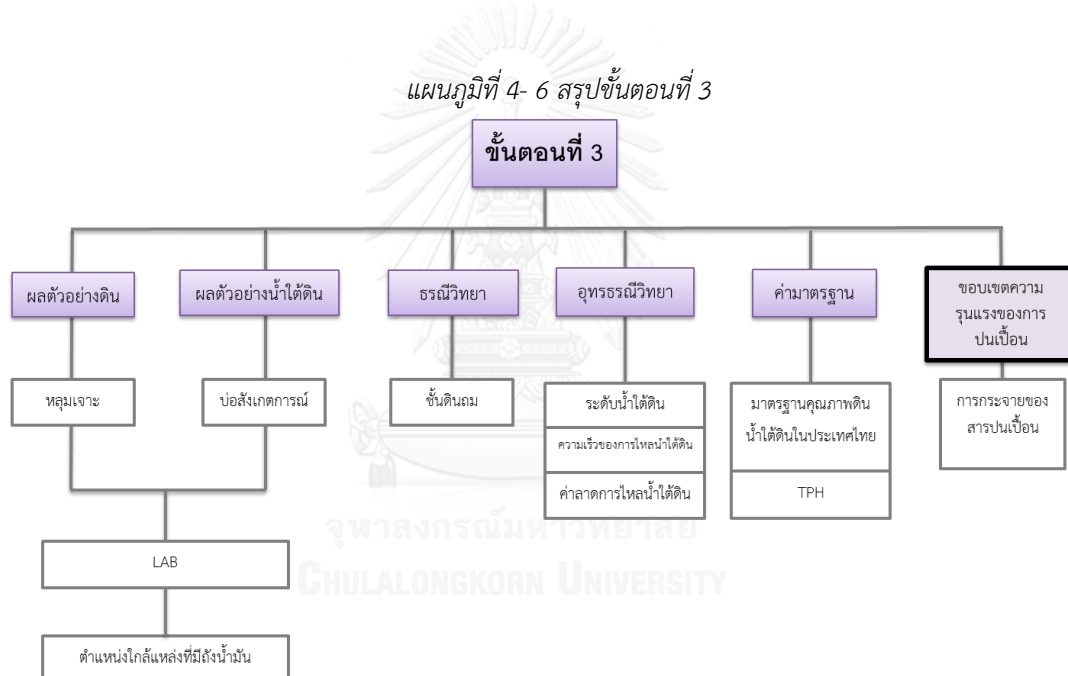 แผนภูมิที่ 4- 6 สรุปขั้นตอนที่ 3
ขั้นตอนที่ 3
ผลตัวอย่างดิน
ผลตัวอย่างน้ำใต้ดิน
ธรณีวิทยา
อุทรธรณีวิทยา
ค่ามาตรฐาน
ขอบเขตความ
รุนแรงของการ
ปนเปื้อน
หลุมเจาะ
บ่อสังเกตการณ์
ชั้นดินถม
ระดับน้ำใต้ดิน
ความเร็วของการไหลนำใต้ดิน
ค่าลาดการไหลน้ำใต้ดิน
มาตรฐานคุณภาพดิน
น้ำใต้ดินในประเทศไทย
TPH
การกระจายของ
สารปนเปื้อน
LAB
ตำแหน่งใกล้แหล่งที่มีถังน้ำมัน
จุฬาลงกรณ์มหาวิทยาลัย
CHULALONGKORN UNIVERSITY